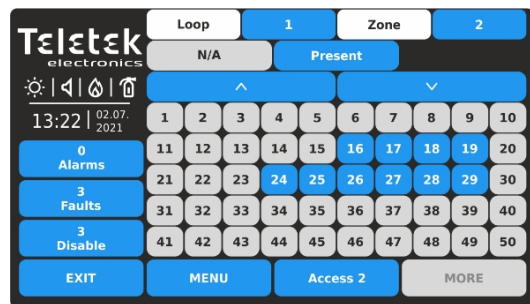 Teletek
electronics
Loop 1 Zone 2
N/A Present
13:22 02.07.
2021
1 2 3 4 5 6 7 8 9 10
11 12 13 14 15 16 17 18 19 20
21 22 23 24 25 26 27 28 29 30
31 32 33 34 35 36 37 38 39 40
41 42 43 44 45 46 47 48 49 50
0
Alarms
3
Faults
3
Disable
EXIT MENU Access 2 MORE